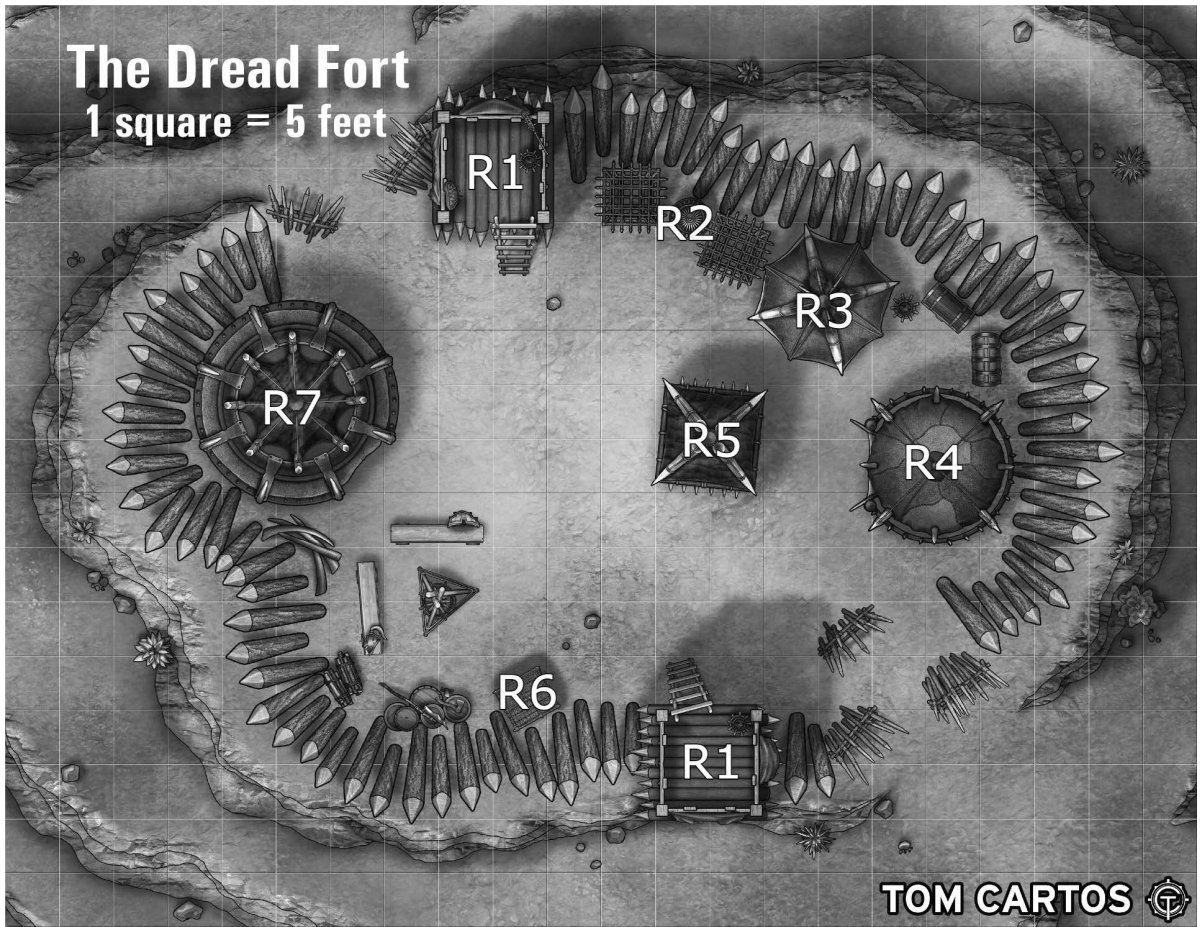 The Dread Fort
1 square = 5 feet
R1
R2
R3
R7
R5
R4
R6
R1
TOM CARTOS